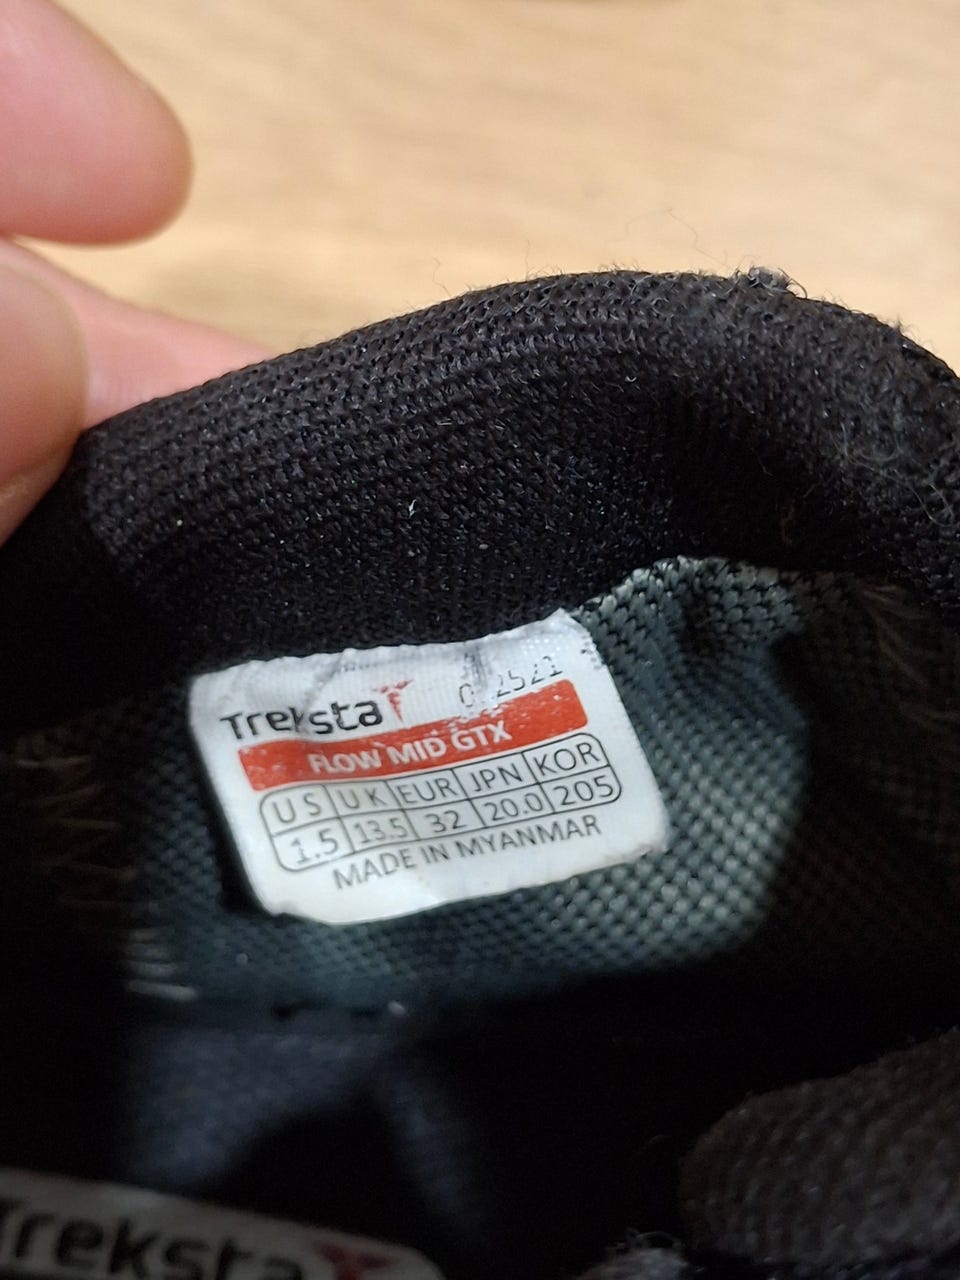 Treksta
FLOW MID GTX
US UK EUR JPN KOR
1.5 13.5 32 20.0 205
MADE IN MYANMAR
Treksta